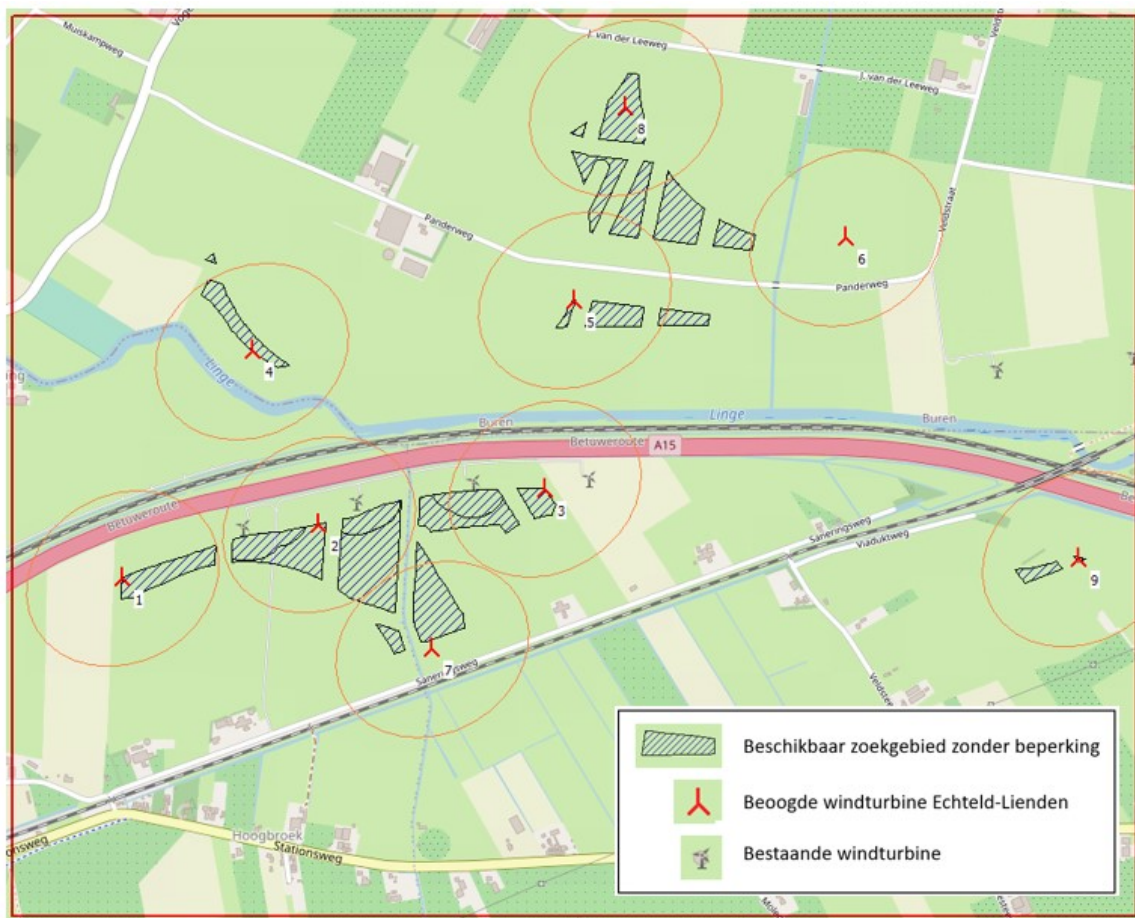 Muiskampweg
J. van der Leeweg
J. van der Leeweg
Veldstraat
Panderweg
Panderweg
8
6
5
4
Linge
Linge
Buren
Buren
Betuweroute
A15
Betuweroute
3
2
1
Saneringsweg
Viaduktweg
9
7
Hoogbroek
Stationsweg
Beschikbaar zoekgebied zonder beperking
Beoogde windturbine Echteld-Lienden
Bestaande windturbine